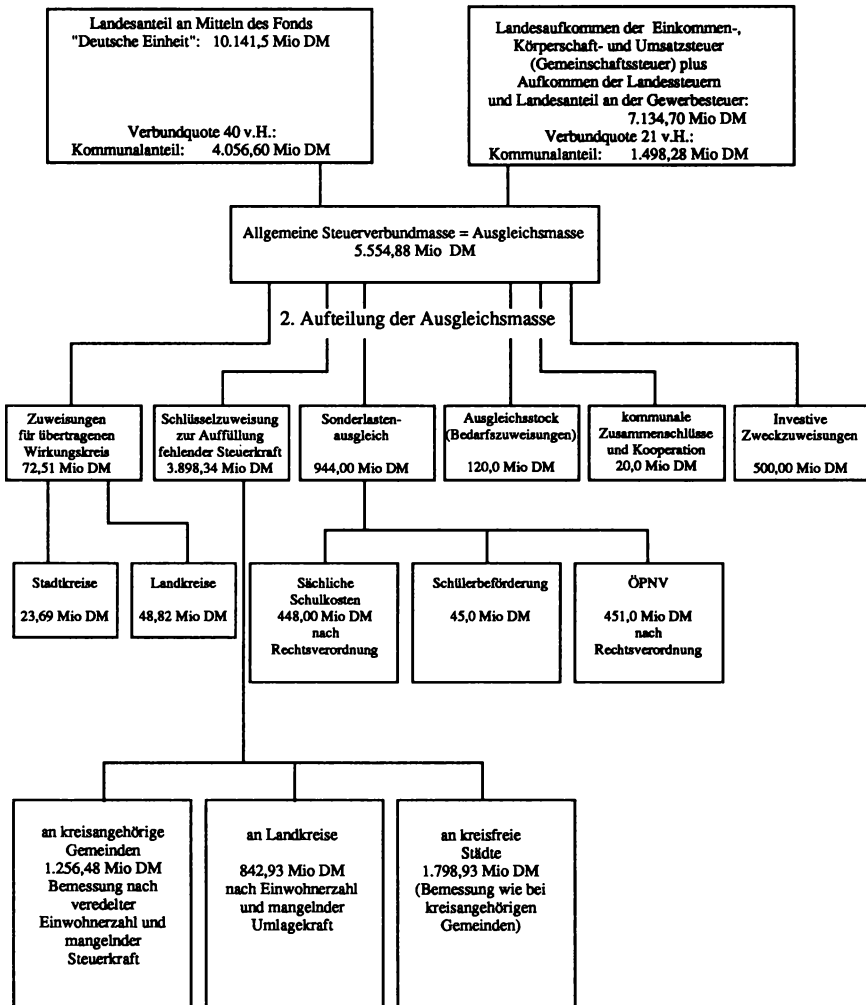 Landesanteil an Mitteln des Fonds
"Deutsche Einheit": 10.141,5 Mio DM
Verbundquote 40 v.H.:
Kommunalanteil: 4.056,60 Mio DM
Landesaufkommen der Einkommen-,
Körperschaft- und Umsatzsteuer
(Gemeinschaftssteuer) plus
Aufkommen der Landessteuern
und Landesanteil an der Gewerbesteuer:
7.134,70 Mio DM
Verbundquote 21 v.H.:
Kommunalanteil: 1.498,28 Mio DM
Allgemeine Steuerverbundmasse = Ausgleichsmasse
5.554,88 Mio DM
2. Aufteilung der Ausgleichsmasse
Zuweisungen
für übertragenen
Wirkungskreis
72,51 Mio DM
Schlüsselzuweisung
zur Auffüllung
fehlender Steuerkraft
3.898,34 Mio DM
Sonderlasten-
ausgleich
944,00 Mio DM
Ausgleichsstock
(Bedarfszuweisungen)
120,0 Mio DM
kommunale
Zusammenschlüsse
und Kooperation
20,0 Mio DM
Investive
Zweckzuweisungen
500,00 Mio DM
Stadtkreise
23,69 Mio DM
Landkreise
48,82 Mio DM
Sächliche
Schulkosten
448,00 Mio DM
nach
Rechtsverordnung
Schülerbeförderung
45,0 Mio DM
ÖPNV
451,0 Mio DM
nach
Rechtsverordnung
an kreisangehörige
Gemeinden
1.256,48 Mio DM
Bemessung nach
veredelter
Einwohnerzahl und
mangelnder
Steuerkraft
an Landkreise
842,93 Mio DM
nach Einwohnerzahl
und mangelnder
Umlagekraft
an kreisfreie
Städte
1.798,93 Mio DM
(Bemessung wie bei
kreisangehörigen
Gemeinden)